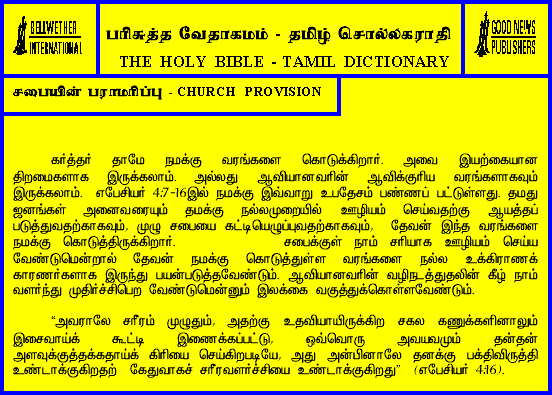 BELLWETHER
INTERNATIONAL
பரிசுத்த வேதாகமம் - தமிழ் சொல்லகராதி
THE HOLY BIBLE - TAMIL DICTIONARY
GOOD NEWS
PUBLISHERS
சபையின் பராமரிப்பு - CHURCH PROVISION
கர்த்தர் தாமே நமக்கு வரங்களை கொடுக்கிறார். அவை இயற்கையான
திறமைகளாக இருக்கலாம். அல்லது ஆவியானவரின் ஆவிக்குரிய வரங்களாகவும்
இருக்கலாம். எபேசியர் 4:7-16இல் நமக்கு இவ்வாறு உபதேசம் பண்ணப் பட்டுள்ளது. தமது
ஜனங்கள் அனைவரையும் தமக்கு நல்லமுறையில் ஊழியம் செய்வதற்கு ஆயத்தப்
படுத்துவதற்காகவும், முழு சபையை கட்டியெழுப்புவதற்காகவும், தேவன் இந்த வரங்களை
நமக்கு கொடுத்திருக்கிறார். சபைக்குள் நாம் சரியாக ஊழியம் செய்ய
வேண்டுமென்றால் தேவன் நமக்கு கொடுத்துள்ள வரங்களை நல்ல உக்கிராணக்
காரணர்களாக இருந்து பயன்படுத்தவேண்டும். ஆவியானவரின் வழிநடத்துதலின் கீழ் நாம்
வளர்ந்து முதிர்ச்சிபெற வேண்டுமென்னும் இலக்கை வகுத்துக்கொள்ளவேண்டும்.
“அவராலே சரீரம் முழுதும், அதற்கு உதவியாயிருக்கிற சகல கணுக்களினாலும்
இசைவாய்க் கூட்டி இணைக்கப்பட்டு, ஒவ்வொரு அவயவமும் தன்தன்
அளவுக்குத்தக்கதாய்க் கிரியை செய்கிறபடியே, அது அன்பினாலே தனக்கு பக்திவிருத்தி
உண்டாக்குகிறதற் கேதுவாகச் சரீரவளர்ச்சியை உண்டாக்குகிறது” (எபேசியர் 4:16).